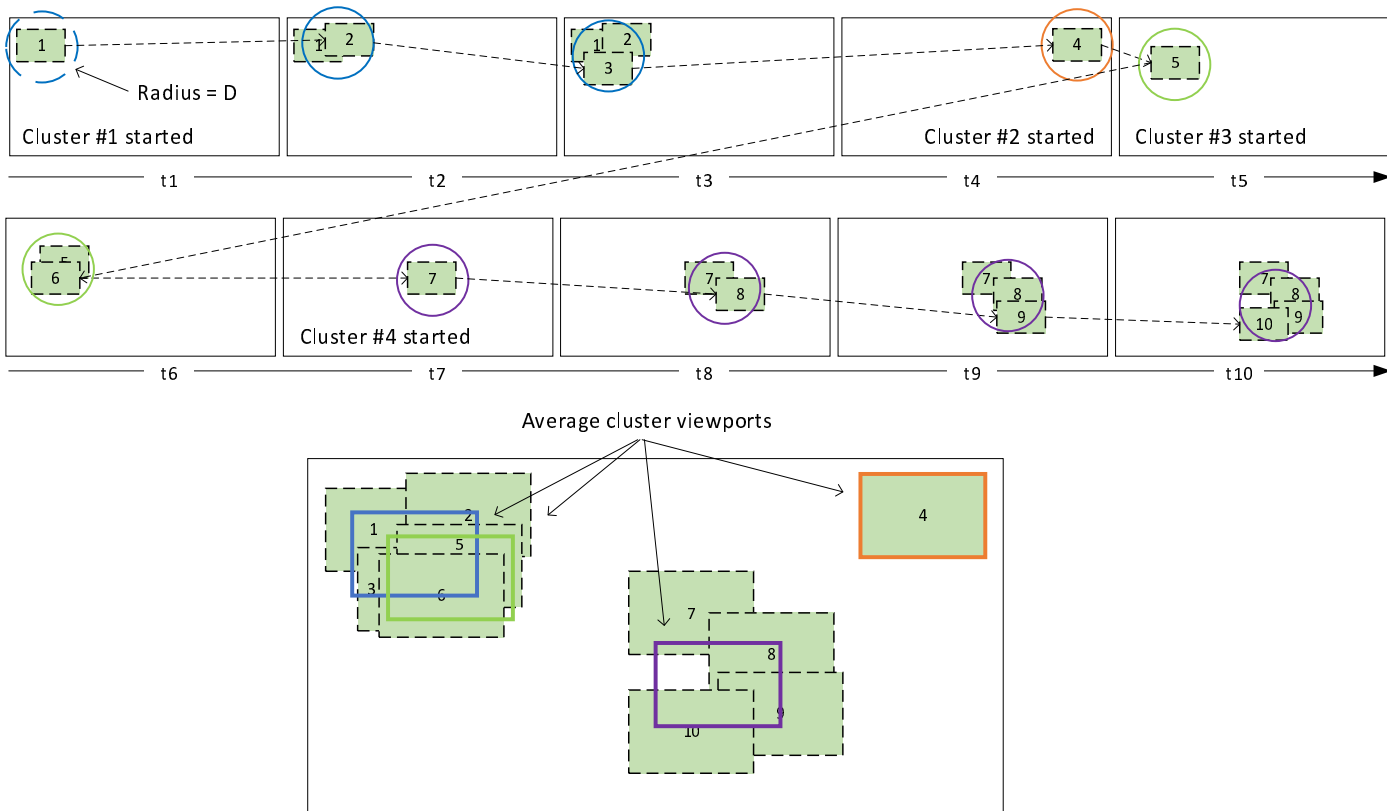 1
1
2
1
2
3
4
5
Radius = D
Cluster #1 started
Cluster #2 started
Cluster #3 started
t1
t2
t3
t4
t5
5
6
7
7
8
7
8
9
7
8
9
10
Cluster #4 started
t6
t7
t8
t9
t10
Average cluster viewports
1
2
3
5
6
4
7
8
9
10